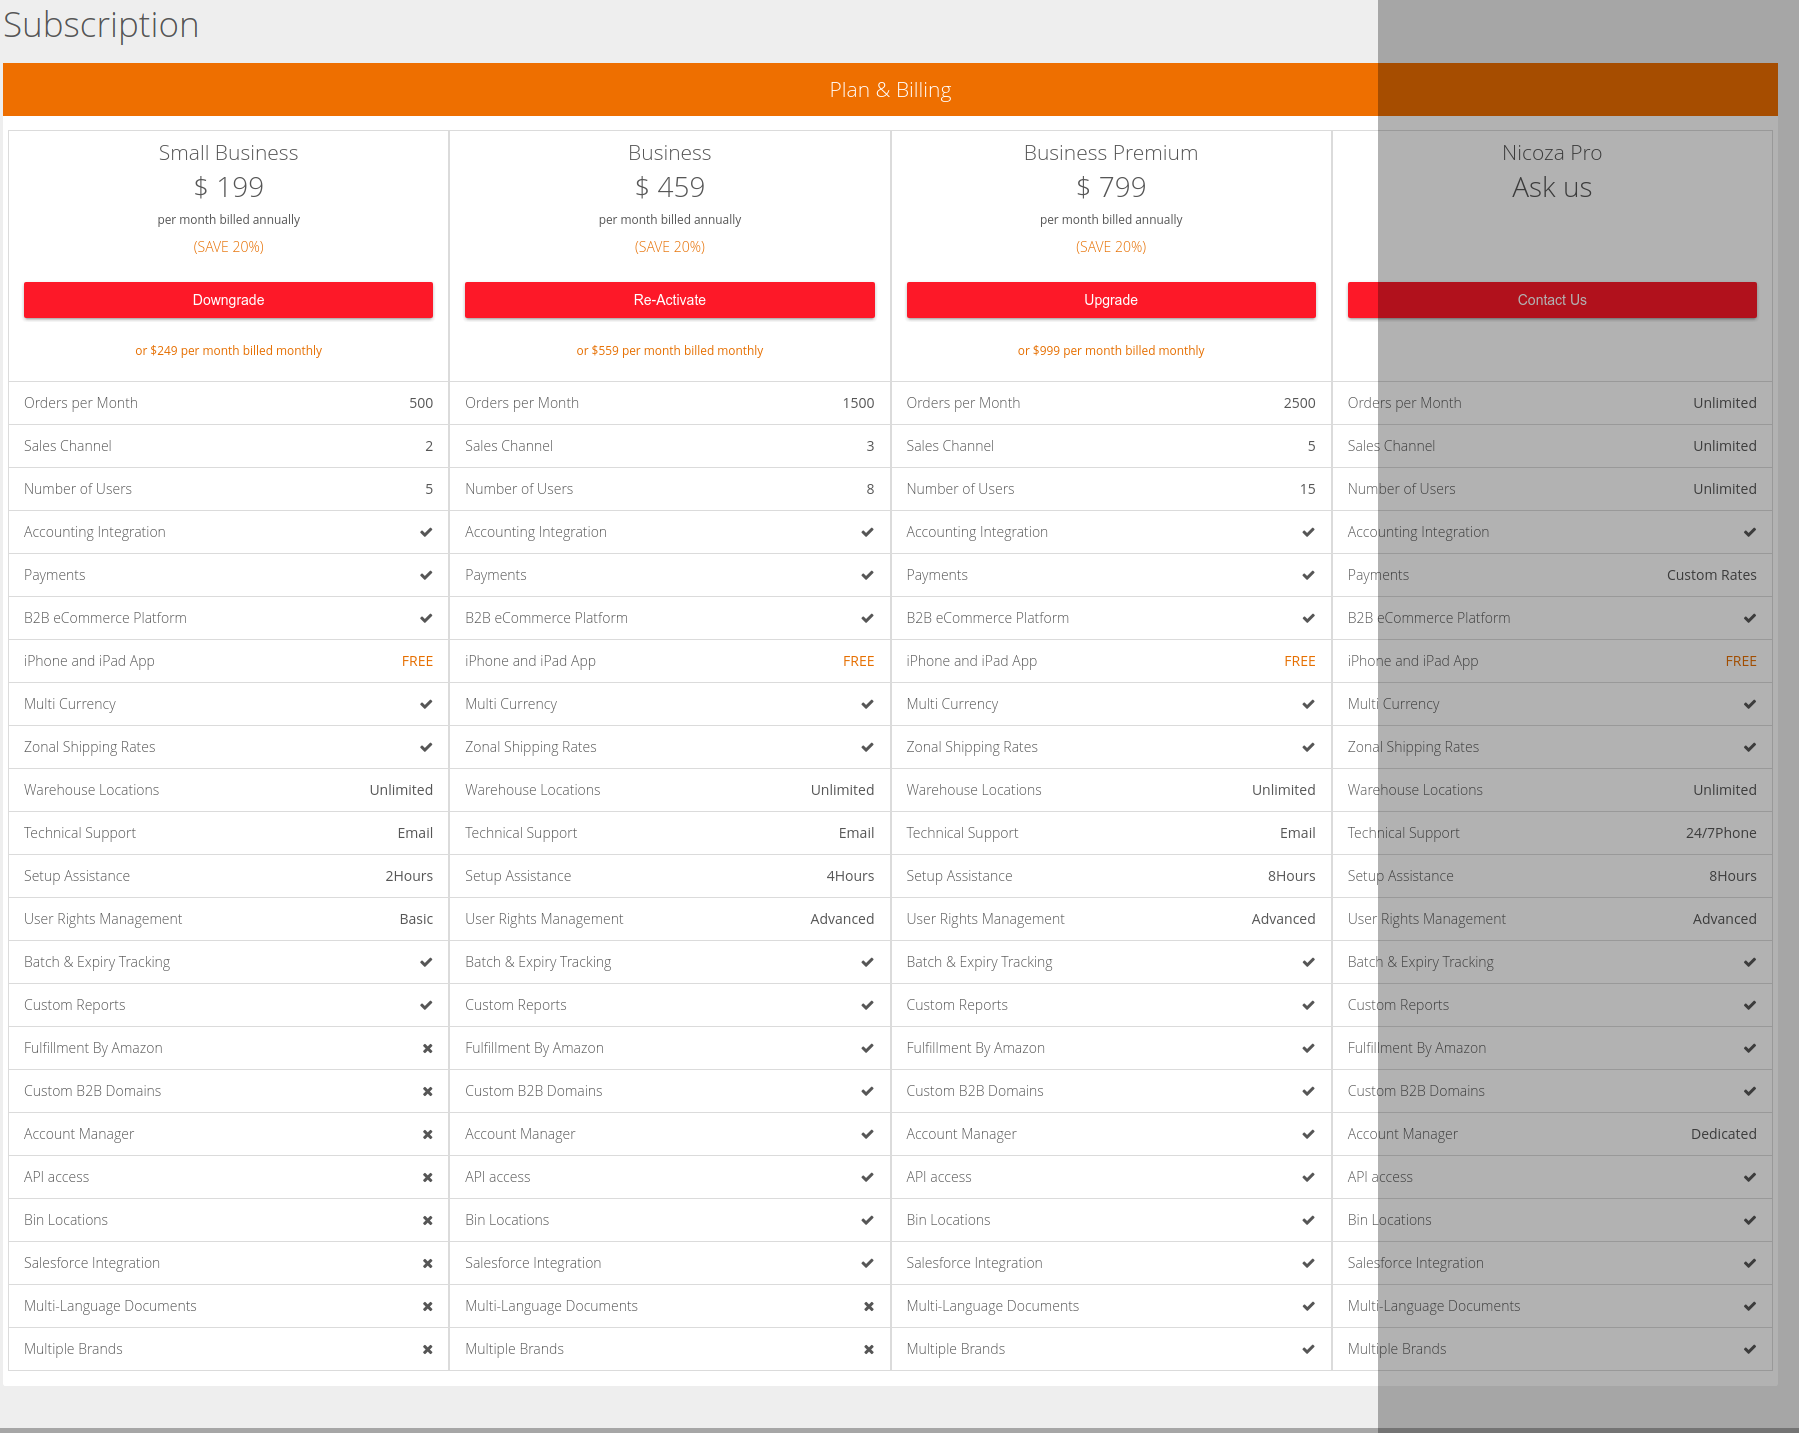 Subscription
Plan & Billing
Small Business Business Business Premium Nicoza Pro
$ 199 $ 459 $ 799 Ask us
per month billed annually per month billed annually per month billed annually
(SAVE 20%) (SAVE 20%) (SAVE 20%)
Downgrade Re-Activate Upgrade Contact Us
or $249 per month billed monthly or $559 per month billed monthly or $999 per month billed monthly
Orders per Month 500 Orders per Month 1500 Orders per Month 2500 Orders per Month Unlimited
Sales Channel 2 Sales Channel 3 Sales Channel 5 Sales Channel Unlimited
Number of Users 5 Number of Users 8 Number of Users 15 Number of Users Unlimited
Accounting Integration Accounting Integration Accounting Integration Accounting Integration
Payments Payments Payments Payments Custom Rates
B2B eCommerce Platform B2B eCommerce Platform B2B eCommerce Platform B2B eCommerce Platform
iPhone and iPad App FREE iPhone and iPad App FREE iPhone and iPad App FREE iPhone and iPad App FREE
Multi Currency Multi Currency Multi Currency Multi Currency
Zonal Shipping Rates Zonal Shipping Rates Zonal Shipping Rates Zonal Shipping Rates
Warehouse Locations Unlimited Warehouse Locations Unlimited Warehouse Locations Unlimited Warehouse Locations Unlimited
Technical Support Email Technical Support Email Technical Support Email Technical Support 24/7Phone
Setup Assistance 2Hours Setup Assistance 4Hours Setup Assistance 8Hours Setup Assistance 8Hours
User Rights Management Basic User Rights Management Advanced User Rights Management Advanced User Rights Management Advanced
Batch & Expiry Tracking Batch & Expiry Tracking Batch & Expiry Tracking Batch & Expiry Tracking
Custom Reports Custom Reports Custom Reports Custom Reports
Fulfillment By Amazon Fulfillment By Amazon Fulfillment By Amazon Fulfillment By Amazon
Custom B2B Domains Custom B2B Domains Custom B2B Domains Custom B2B Domains
Account Manager Account Manager Account Manager Account Manager Dedicated
API access API access API access API access
Bin Locations Bin Locations Bin Locations Bin Locations
Salesforce Integration Salesforce Integration Salesforce Integration Salesforce Integration
Multi-Language Documents Multi-Language Documents Multi-Language Documents Multi-Language Documents
Multiple Brands Multiple Brands Multiple Brands Multiple Brands